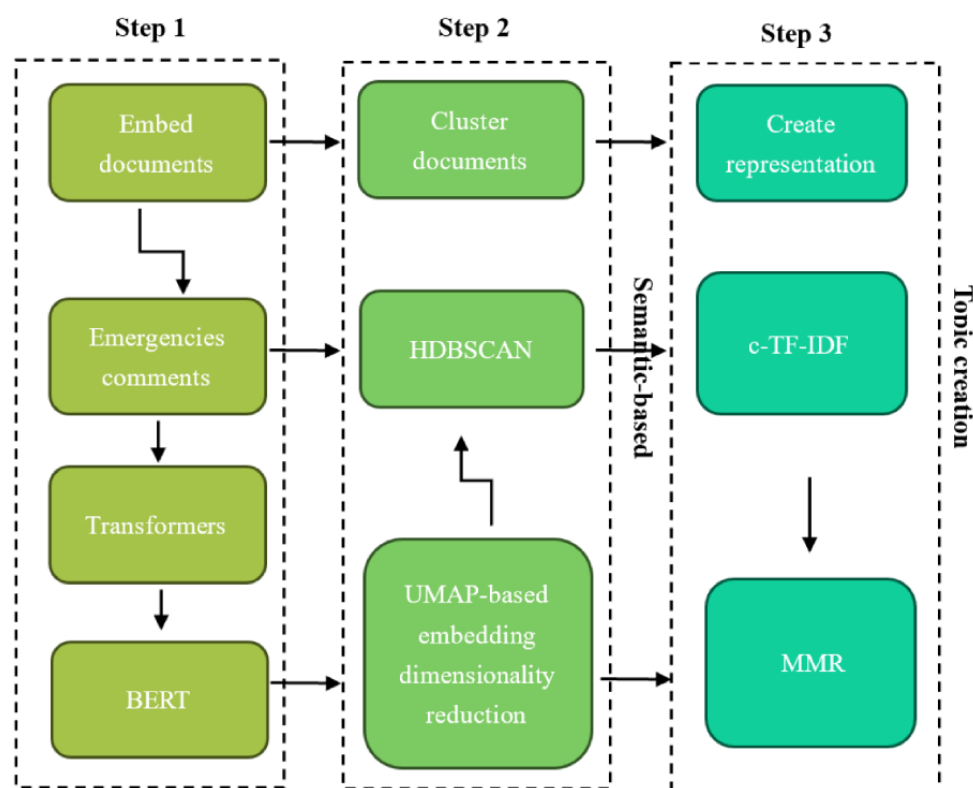 Step 1
Step 2
Step 3
Embed
documents
Cluster
documents
Create
representation
Emergencies
comments
HDBSCAN
Semantic-based
c-TF-IDF
Topic creation
Transformers
UMAP-based
embedding
dimensionality
reduction
BERT
MMR